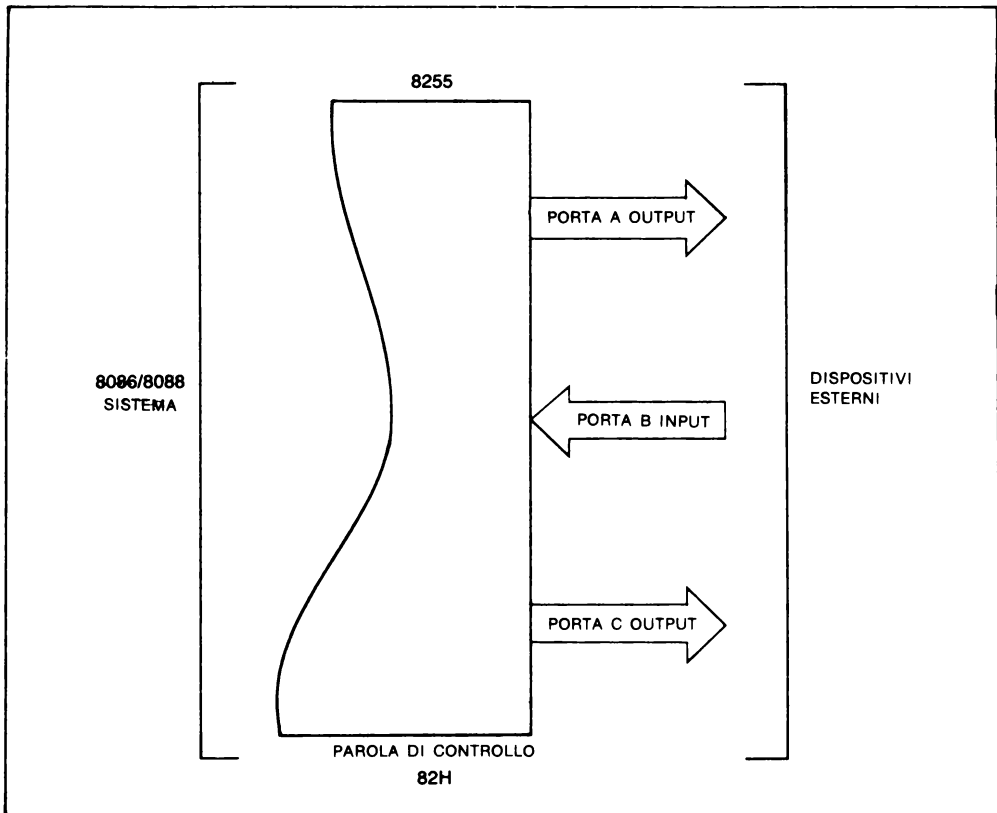 8255
PORTA A OUTPUT
8086/8088
SISTEMA
PORTA B INPUT
DISPOSITIVI
ESTERNI
PORTA C OUTPUT
PAROLA DI CONTROLLO
82H